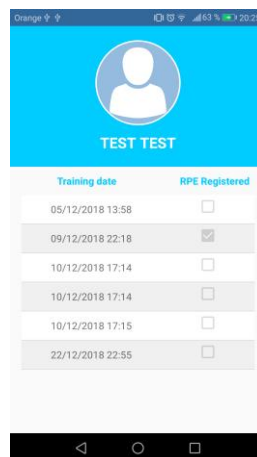 Orange 63 % 20:2
TEST TEST
Training date RPE Registered
05/12/2018 13:58
09/12/2018 22:18
10/12/2018 17:14
10/12/2018 17:14
10/12/2018 17:15
22/12/2018 22:55